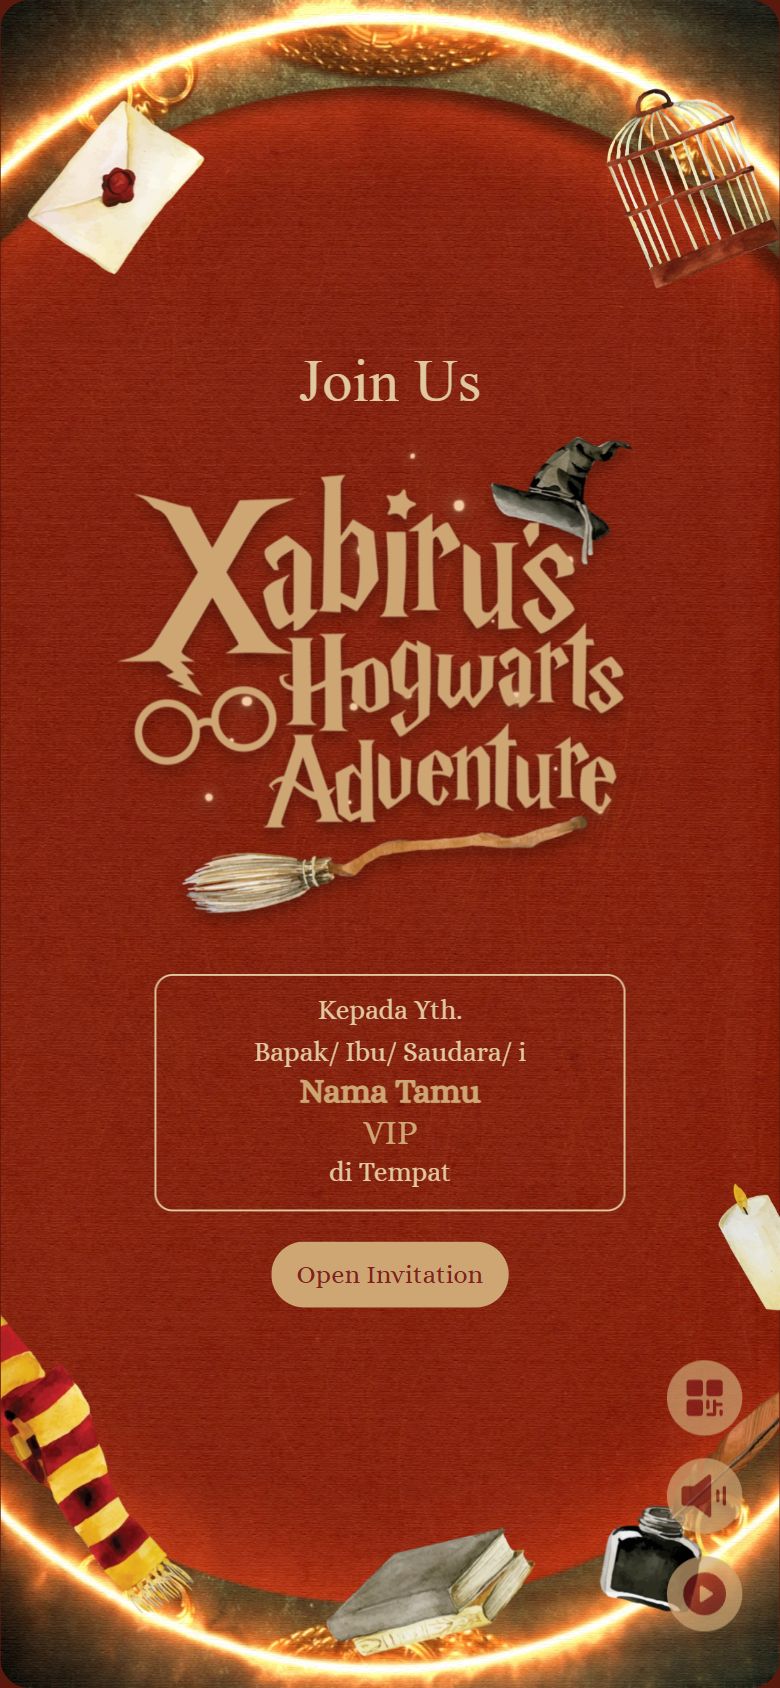 Join Us
Xabiru's
Hogwarts
Adventure
Kepada Yth.
Bapak/ Ibu/ Saudara/ i
Nama Tamu
VIP
di Tempat
Open Invitation